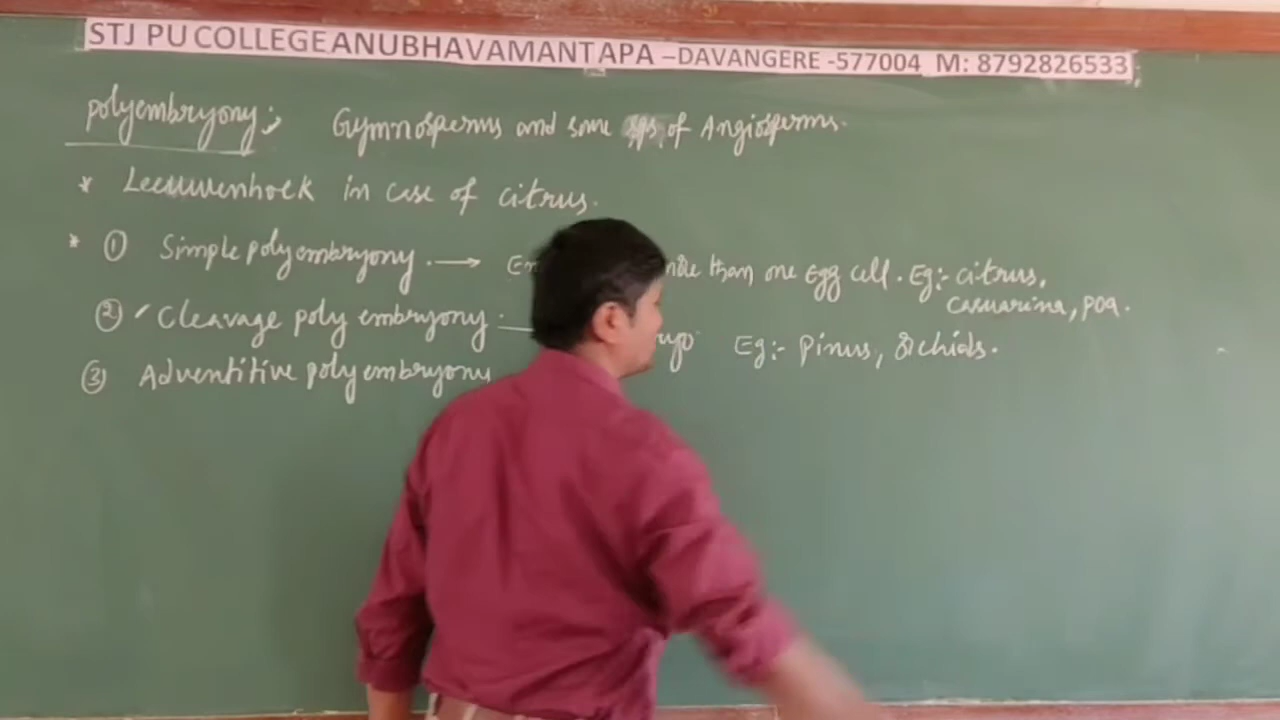 STJ PU COLLEGE ANUBHAVAMANTAPA –DAVANGERE -577004 M: 8792826533
polyembryony:- Gymnosperms and some sps of Angiosperms.
* Leeuwenhoek in case of citrus.
* ① Simple polyembryony → than one Egg cell. Eg:- citrus,
Casuarina, poa.
② Cleavage poly embryony Eg:- Pinus, Orchids.
③ Adventitive polyembryony